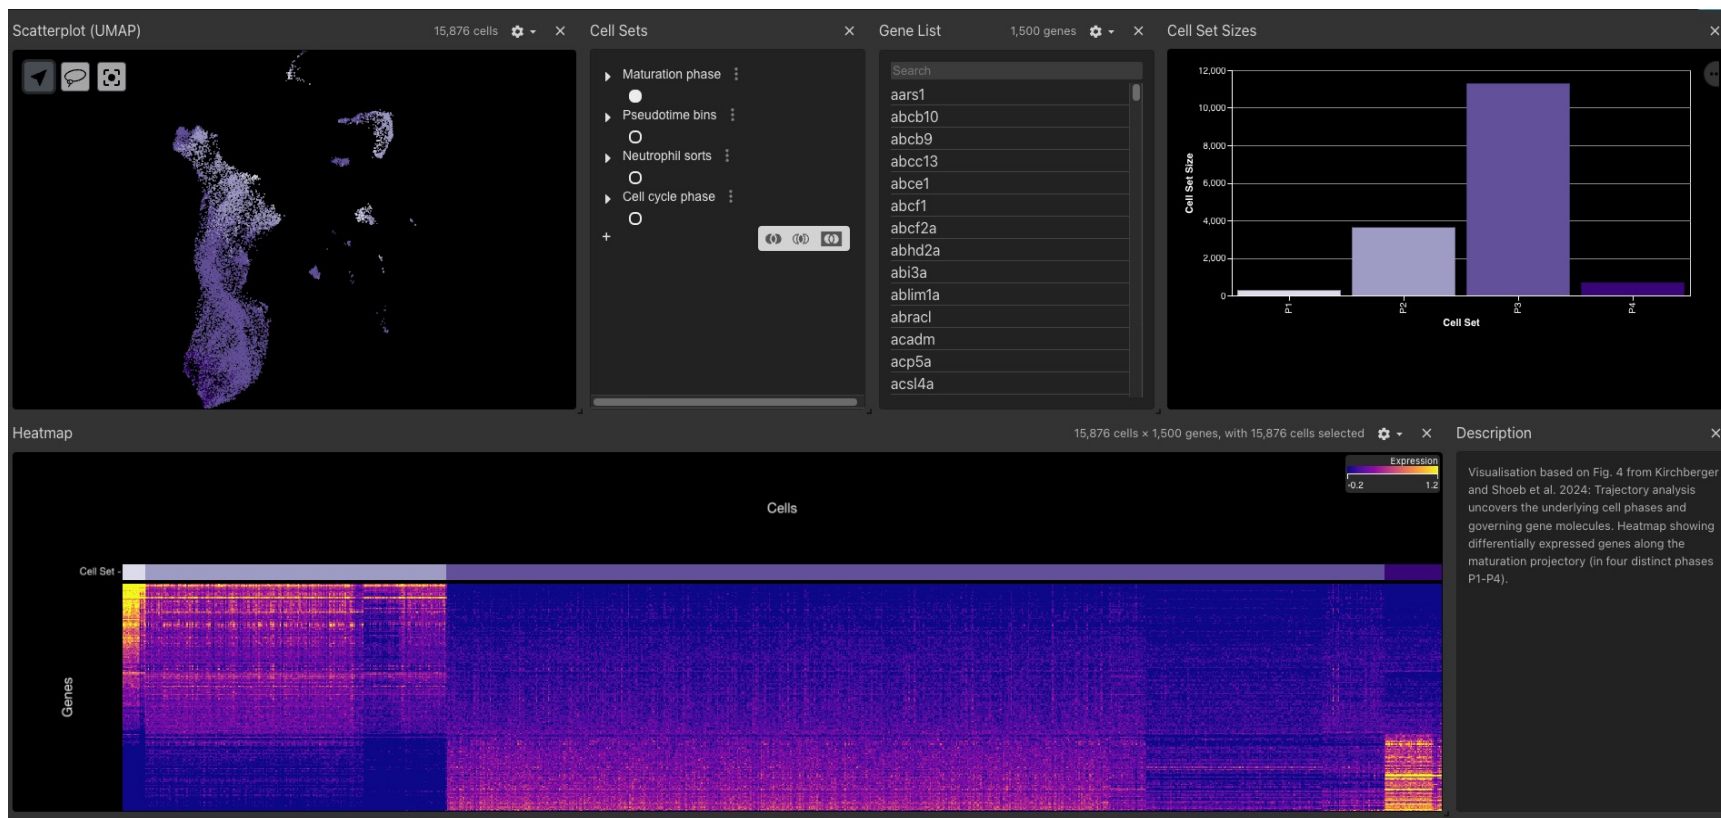 Scatterplot (UMAP)
15,876 cells
Cell Sets
Maturation phase
Pseudotime bins
Neutrophil sorts
Cell cycle phase
+
Gene List
1,500 genes
Search
aars1
abcb10
abcb9
abcc13
abce1
abcf1
abcf2a
abhd2a
abi3a
ablim1a
abracl
acadm
acp5a
acsl4a
Cell Set Sizes
12,000
10,000
8,000
6,000
4,000
2,000
0
Cell Set Size
P1
P2
P3
P4
Cell Set
Heatmap
15,876 cells × 1,500 genes, with 15,876 cells selected
Expression
-0.2 1.2
Cells
Cell Set -
Genes
Description
Visualisation based on Fig. 4 from Kirchberger
and Shoeb et al. 2024: Trajectory analysis
uncovers the underlying cell phases and
governing gene molecules. Heatmap showing
differentially expressed genes along the
maturation projectory (in four distinct phases
P1-P4).